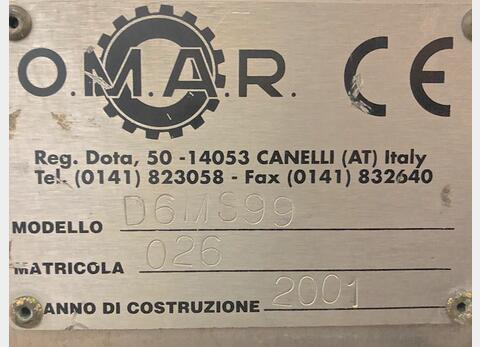 O.M.A.R. CE
Reg. Dota, 50 -14053 CANELLI (AT) Italy
Tel. (0141) 823058 - Fax (0141) 832640
MODELLO D6MS99
MATRICOLA 026
ANNO DI COSTRUZIONE 2001